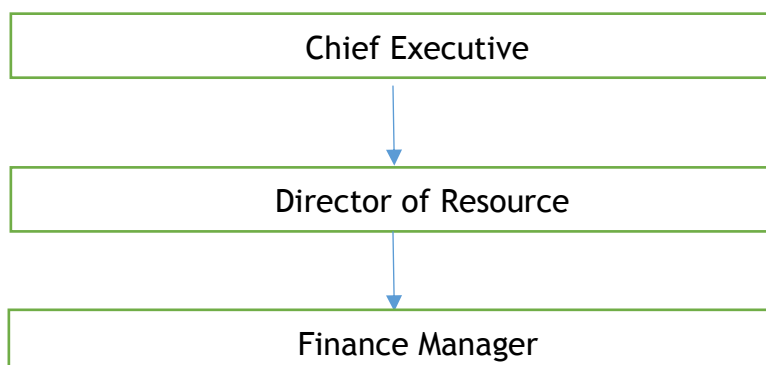 Chief Executive
Director of Resource
Finance Manager